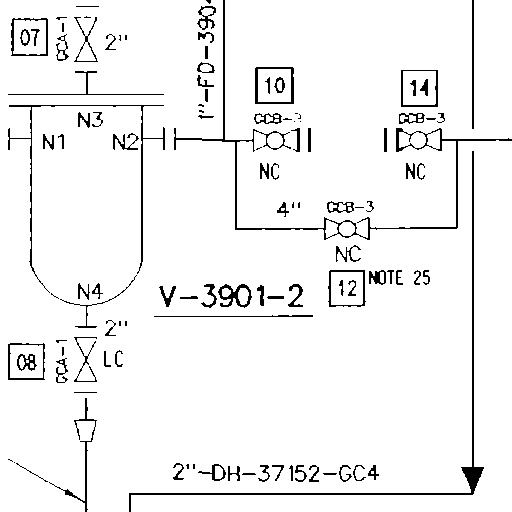 07
GCA-1
2"
1"-FD-390
10
GCB-3
NC
14
GCB-3
NC
N3
N1
N2
4"
GCB-3
NC
12
NOTE 25
N4
V-3901-2
2"
08
GCA-1
LC
2"-DH-37152-GC4